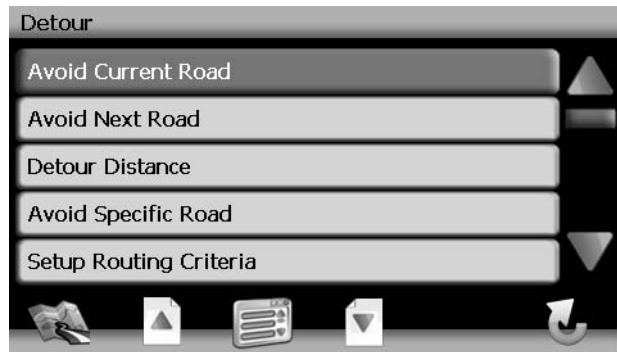 Detour
Avoid Current Road
Avoid Next Road
Detour Distance
Avoid Specific Road
Setup Routing Criteria